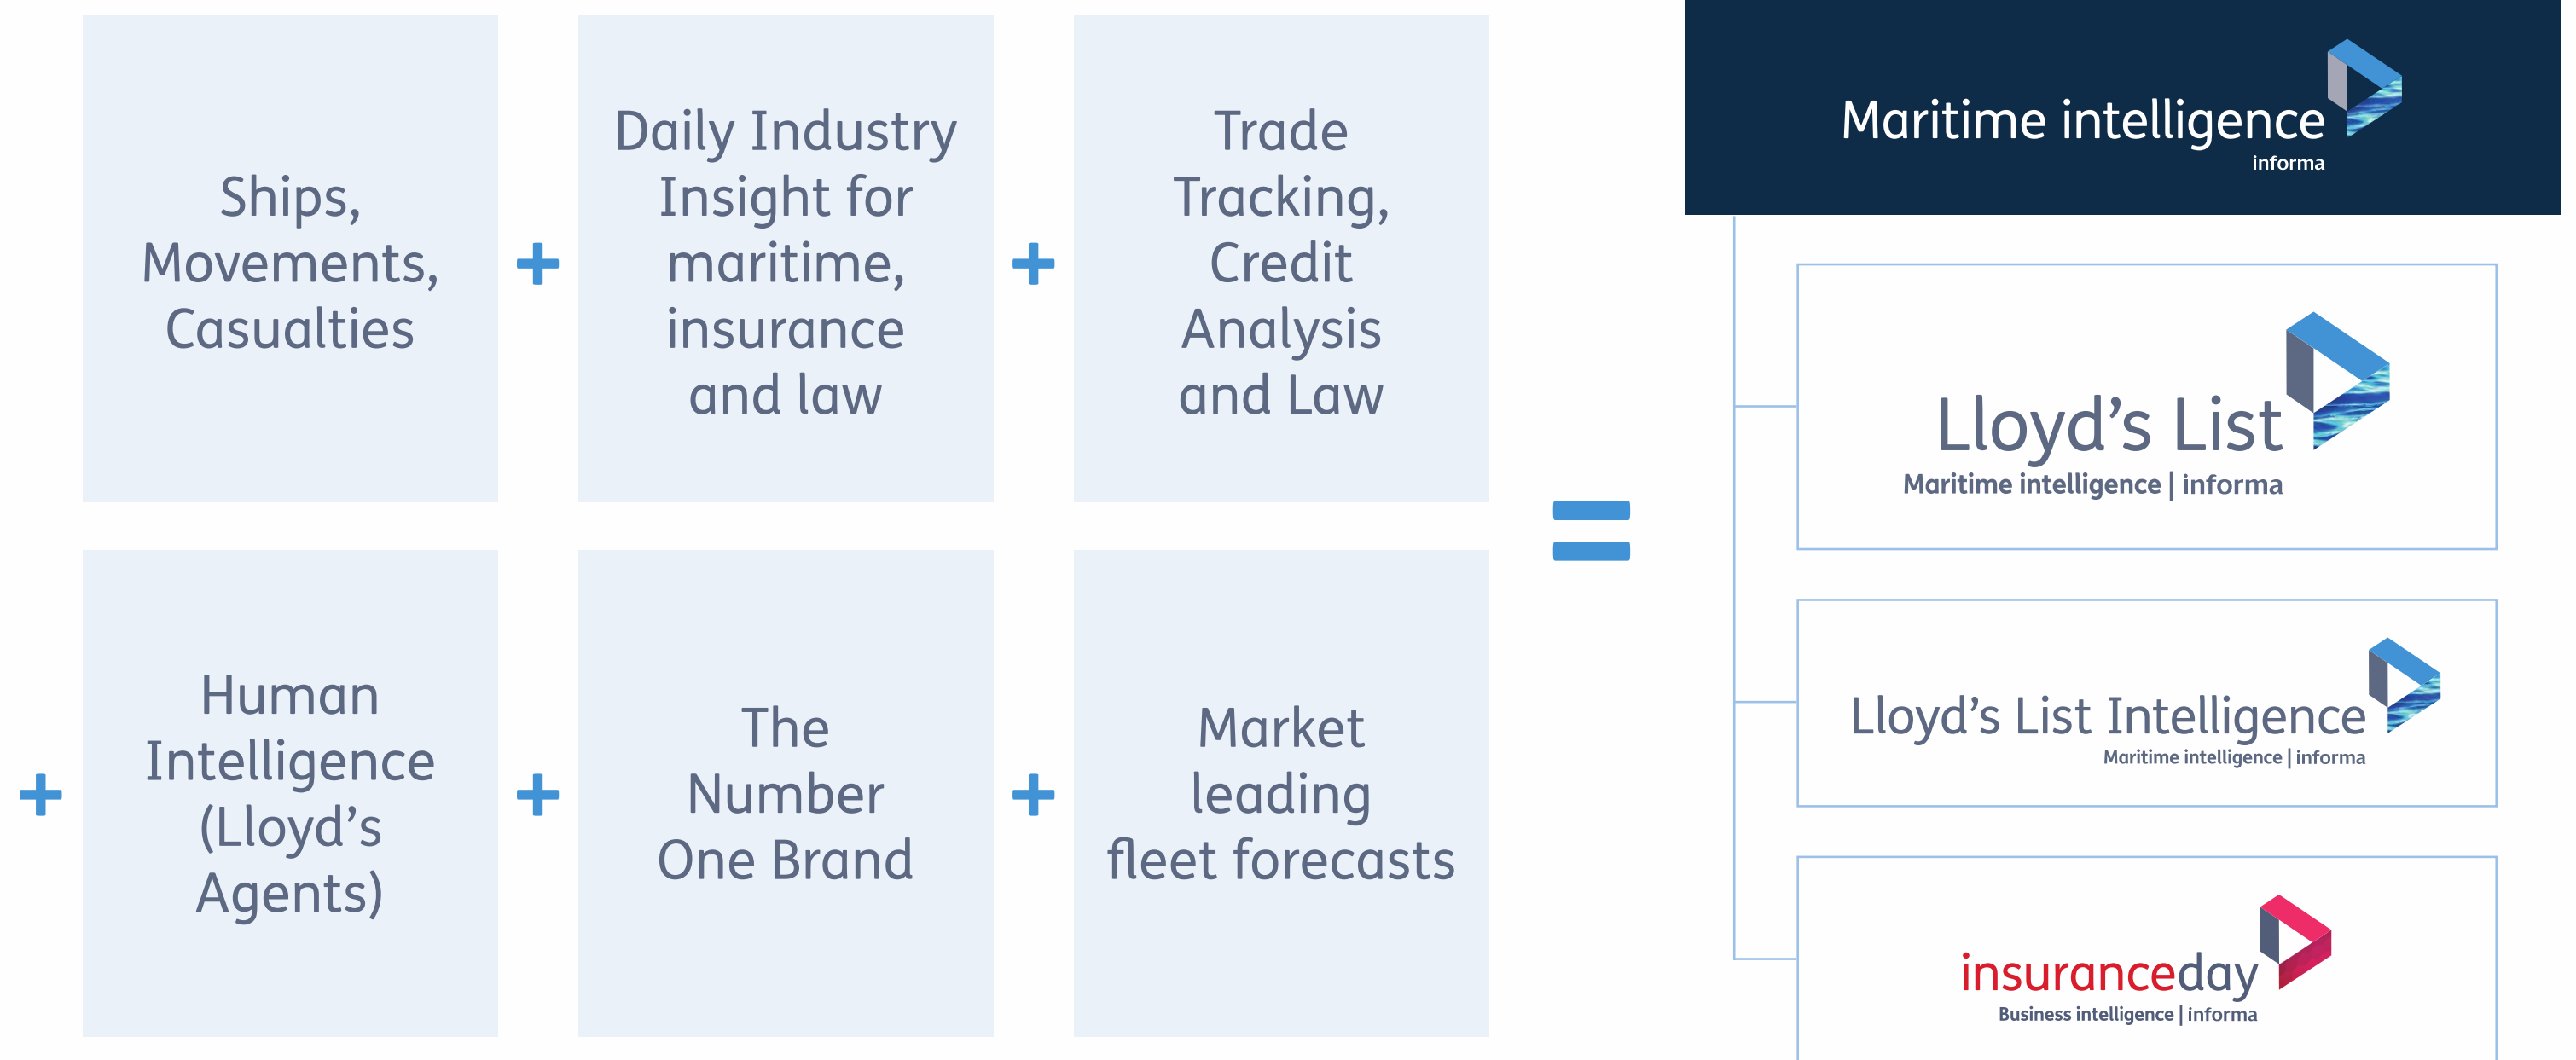 Ships,
Movements,
Casualties
+
Daily Industry
Insight for
maritime,
insurance
and law
+
Trade
Tracking,
Credit
Analysis
and Law
+
Human
Intelligence
(Lloyd’s
Agents)
+
The
Number
One Brand
+
Market
leading
fleet forecasts
=
Maritime intelligence
informa
Lloyd’s List
Maritime intelligence | informa
Lloyd’s List Intelligence
Maritime intelligence | informa
insuranceday
Business intelligence | informa